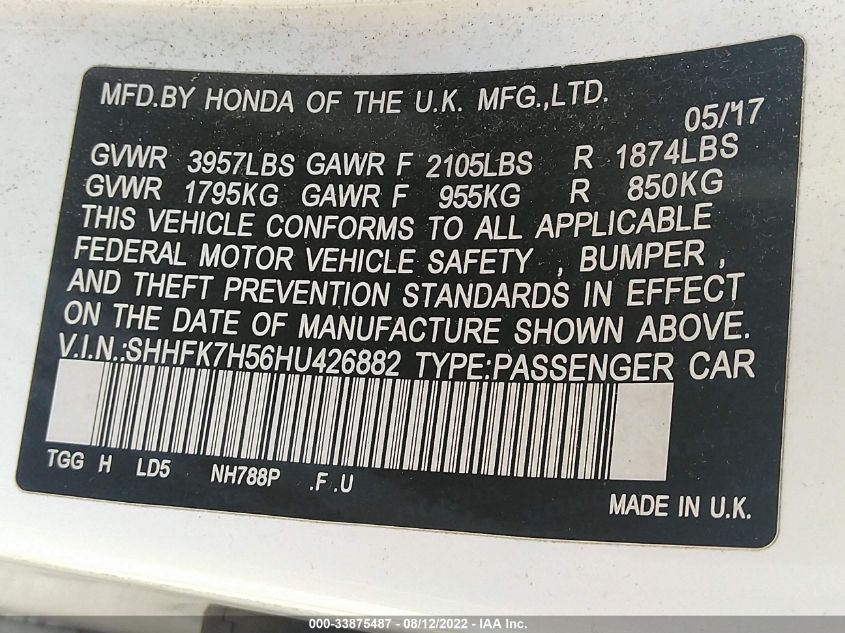 MFD.BY HONDA OF THE U.K. MFG.,LTD.
05/17
GVWR 3957LBS GAWR F 2105LBS R 1874LBS
GVWR 1795KG GAWR F 955KG R 850KG
THIS VEHICLE CONFORMS TO ALL APPLICABLE
FEDERAL MOTOR VEHICLE SAFETY , BUMPER ,
AND THEFT PREVENTION STANDARDS IN EFFECT
ON THE DATE OF MANUFACTURE SHOWN ABOVE.
V.I.N.:SHHFK7H56HU426882 TYPE:PASSENGER CAR
TGG H LD5 NH788P .F .U
MADE IN U.K.
000-33875487 - 08/12/2022 - IAA Inc.